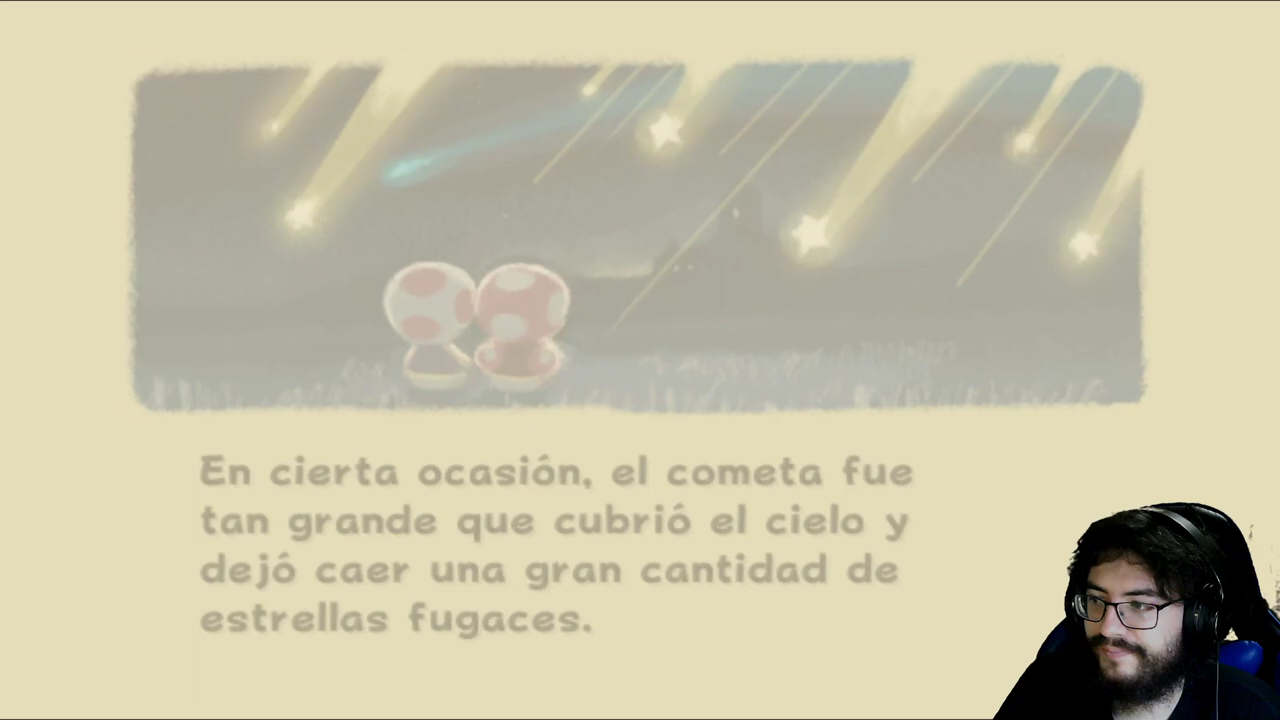 En cierta ocasión, el cometa fue
tan grande que cubrió el cielo y
dejó caer una gran cantidad de
estrellas fugaces.